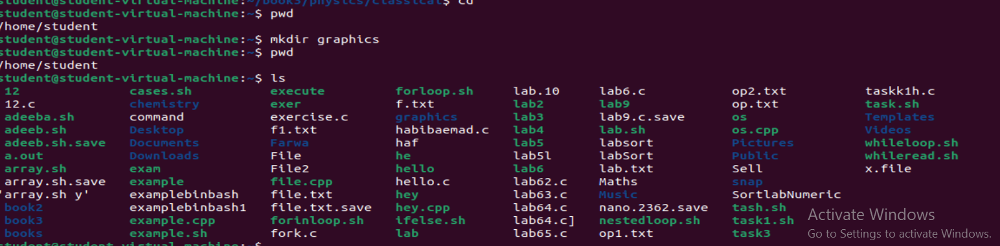 student@student-virtual-machine:~/book3/physics/classical$ cd
student@student-virtual-machine:~$ pwd
/home/student
student@student-virtual-machine:~$ mkdir graphics
student@student-virtual-machine:~$ pwd
/home/student
student@student-virtual-machine:~$ ls
12 cases.sh execute forloop.sh lab.10 lab6.c op2.txt taskk1h.c
12.c chemistry exer f.txt lab2 lab9 op.txt task.sh
adeeba.sh command exercise.c graphics lab3 lab9.c.save os Templates
adeeb.sh Desktop f1.txt habibaemad.c lab4 lab.sh os.cpp Videos
adeeb.sh.save Documents Farwa haf lab5 labsort Pictures whileloop.sh
a.out Downloads File he lab5l labSort Public whileread.sh
array.sh exam File2 hello lab6 lab.txt Sell x.file
array.sh.save example file.cpp hello.c lab62.c Maths snap
'array.sh y' examplebinbash file.txt hey lab63.c Music SortlabNumeric
book2 examplebinbash1 file.txt.save hey.cpp lab64.c nano.2362.save tash.sh
book3 example.cpp forinloop.sh ifelse.sh lab64.c] nestedloop.sh task1.sh
books example.sh fork.c lab lab65.c op1.txt task3
student@student-virtual-machine:~$
Activate Windows
Go to Settings to activate Windows.